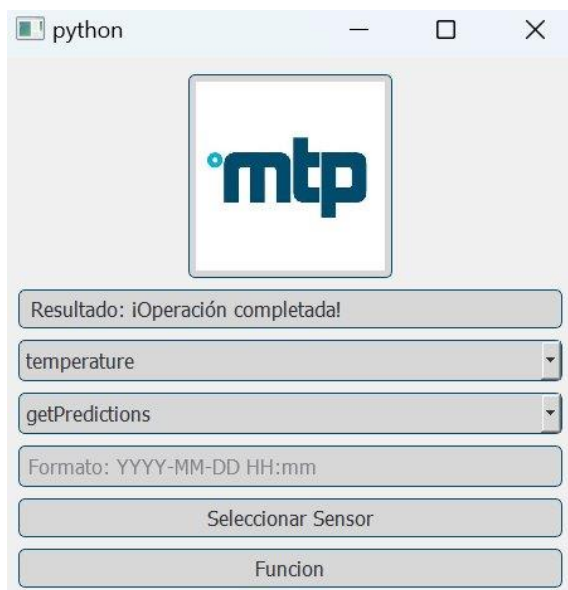 python
mtp
Resultado: ¡Operación completada!
temperature
getPredictions
Formato: YYYY-MM-DD HH:mm
Seleccionar Sensor
Funcion